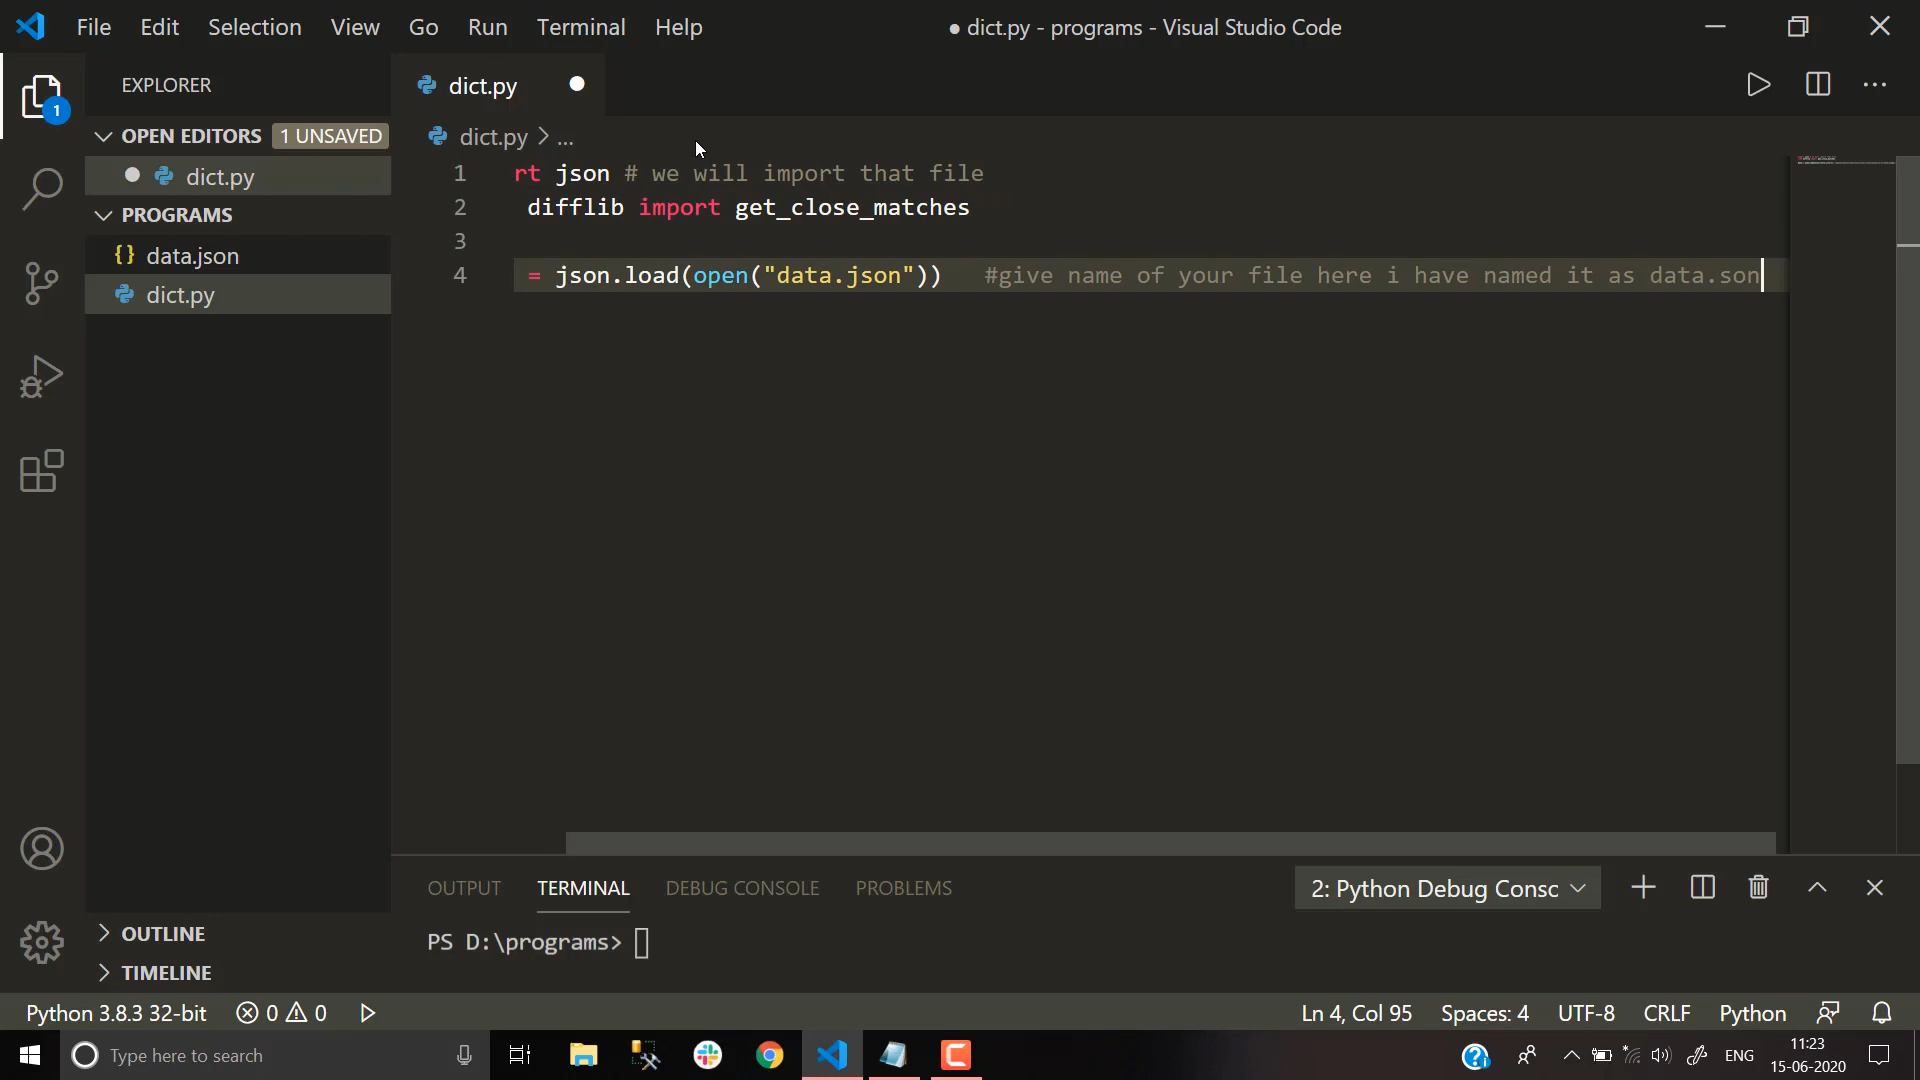 File Edit Selection View Go Run Terminal Help
● dict.py - programs - Visual Studio Code
EXPLORER
dict.py
1
OPEN EDITORS 1 UNSAVED
dict.py > ...
dict.py
PROGRAMS
data.json
dict.py
1 rt json # we will import that file
2 difflib import get_close_matches
3
4 = json.load(open("data.json")) #give name of your file here i have named it as data.son
OUTPUT TERMINAL DEBUG CONSOLE PROBLEMS
2: Python Debug Consc
PS D:\programs>
OUTLINE
TIMELINE
Python 3.8.3 32-bit 0 0
Ln 4, Col 95 Spaces: 4 UTF-8 CRLF Python
Type here to search
ENG
11:23
15-06-2020